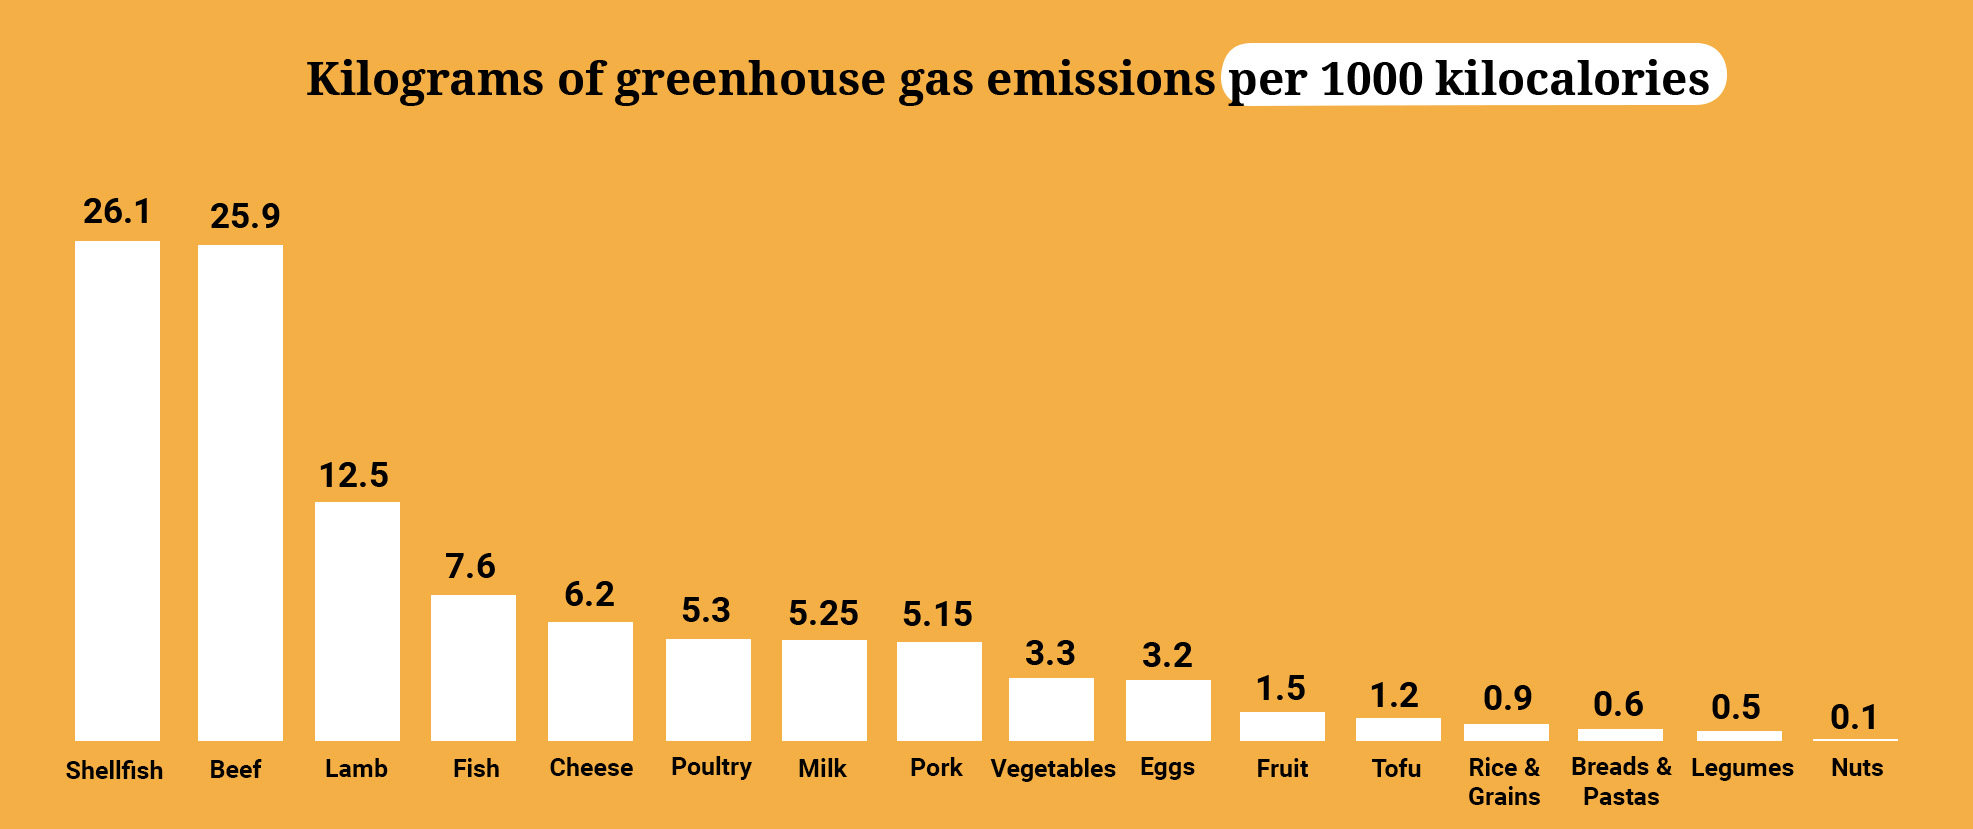 Kilograms of greenhouse gas emissions per 1000 kilocalories
26.1
25.9
12.5
7.6
6.2
5.3
5.25
5.15
3.3
3.2
1.5
1.2
0.9
0.6
0.5
0.1
Shellfish
Beef
Lamb
Fish
Cheese
Poultry
Milk
Pork
Vegetables
Eggs
Fruit
Tofu
Rice &
Grains
Breads &
Pastas
Legumes
Nuts